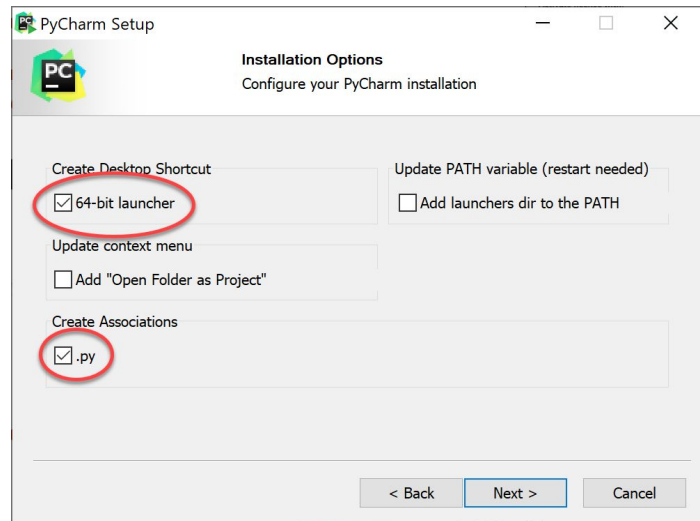 PyCharm Setup
PC
Installation Options
Configure your PyCharm installation
Create Desktop Shortcut
64-bit launcher
Update PATH variable (restart needed)
Add launchers dir to the PATH
Update context menu
Add "Open Folder as Project"
Create Associations
.py
< Back
Next >
Cancel